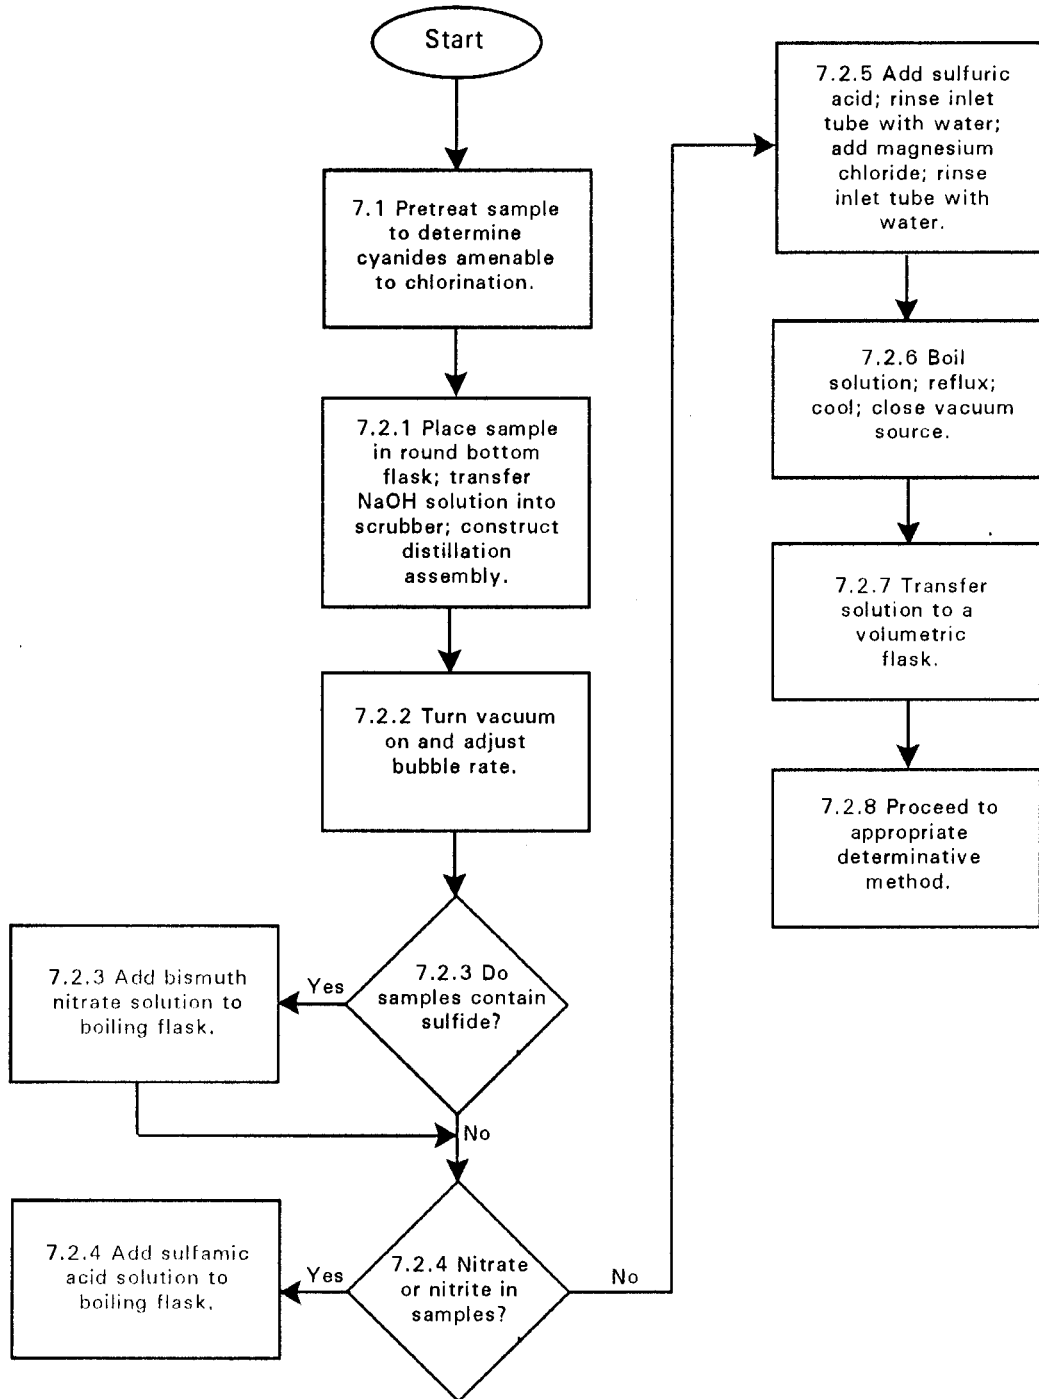 Start
7.1 Pretreat sample
to determine
cyanides amenable
to chlorination.
7.2.1 Place sample
in round bottom
flask; transfer
NaOH solution into
scrubber; construct
distillation
assembly.
7.2.2 Turn vacuum
on and adjust
bubble rate.
7.2.3 Do
samples contain
sulfide?
Yes
7.2.3 Add bismuth
nitrate solution to
boiling flask.
No
7.2.4 Nitrate
or nitrite in
samples?
Yes
7.2.4 Add sulfamic
acid solution to
boiling flask.
No
7.2.5 Add sulfuric
acid; rinse inlet
tube with water;
add magnesium
chloride; rinse
inlet tube with
water.
7.2.6 Boil
solution; reflux;
cool; close vacuum
source.
7.2.7 Transfer
solution to a
volumetric
flask.
7.2.8 Proceed to
appropriate
determinative
method.